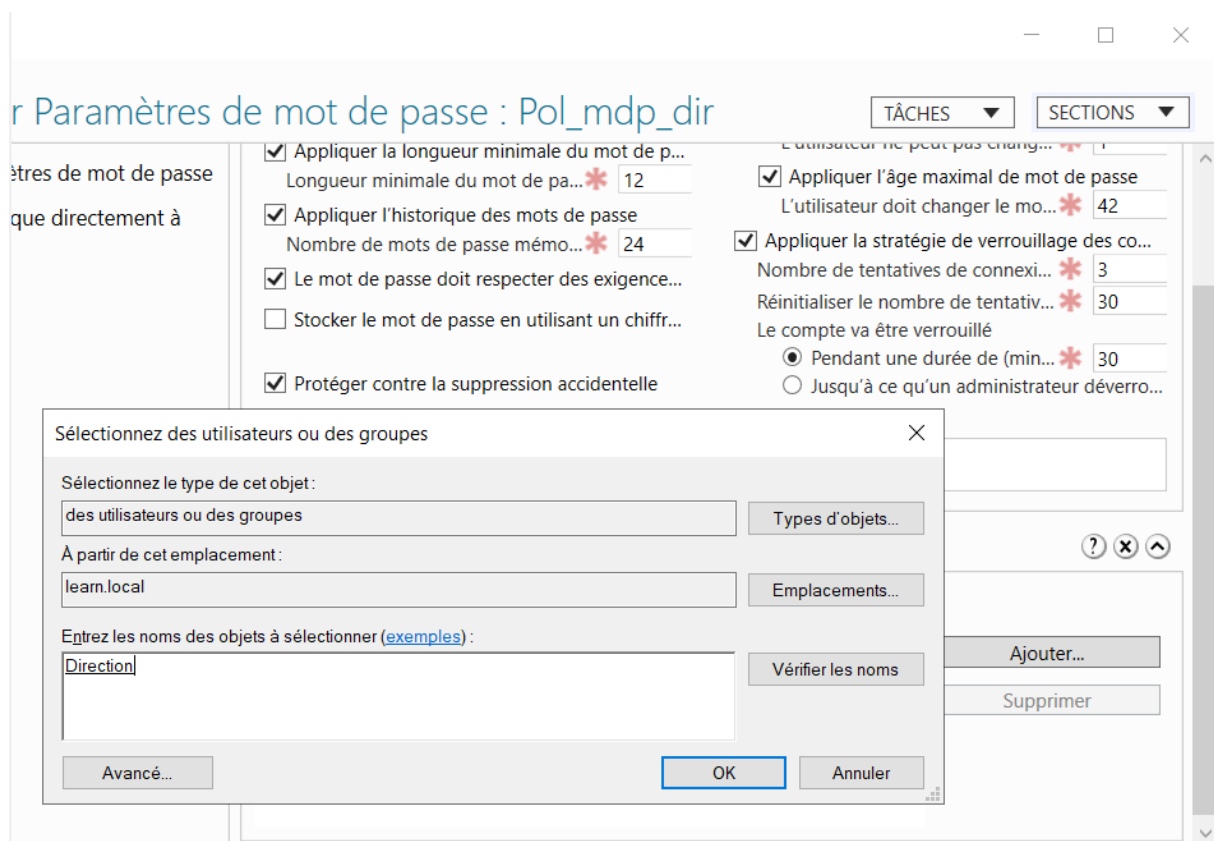 r Paramètres de mot de passe : Pol_mdp_dir
TÂCHES
SECTIONS
ètres de mot de passe
que directement à
Appliquer la longueur minimale du mot de p...
Longueur minimale du mot de pa... 12
Appliquer l'historique des mots de passe
Nombre de mots de passe mémo... 24
Le mot de passe doit respecter des exigence...
Stocker le mot de passe en utilisant un chiffr...
Protéger contre la suppression accidentelle
L'utilisateur ne peut pas chang... 1
Appliquer l'âge maximal de mot de passe
L'utilisateur doit changer le mo... 42
Appliquer la stratégie de verrouillage des co...
Nombre de tentatives de connexi... 3
Réinitialiser le nombre de tentativ... 30
Le compte va être verrouillé
Pendant une durée de (min... 30
Jusqu'à ce qu'un administrateur déverro...
Sélectionnez des utilisateurs ou des groupes
Sélectionnez le type de cet objet :
des utilisateurs ou des groupes
Types d'objets...
À partir de cet emplacement :
learn.local
Emplacements...
Entrez les noms des objets à sélectionner (exemples) :
Direction
Vérifier les noms
Avancé...
OK
Annuler
Ajouter...
Supprimer